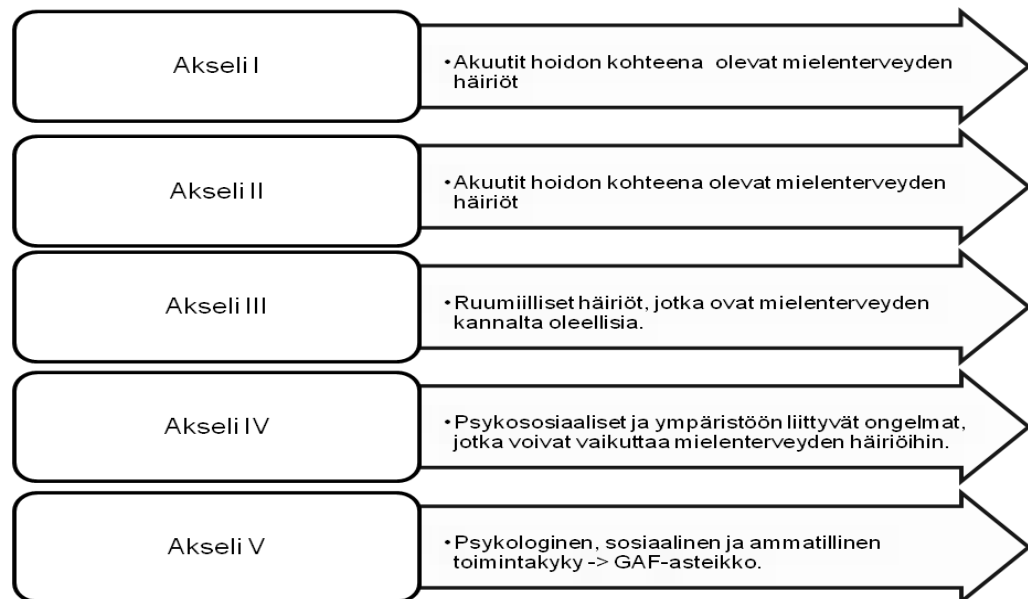 Akseli I
•Akuutit hoidon kohteena olevat mielenterveyden
häiriöt
Akseli II
•Akuutit hoidon kohteena olevat mielenterveyden
häiriöt
Akseli III
•Ruumiilliset häiriöt, jotka ovat mielenterveyden
kannalta oleellisia.
Akseli IV
•Psykososiaaliset ja ympäristöön liittyvät ongelmat,
jotka voivat vaikuttaa mielenterveyden häiriöihin.
Akseli V
•Psykologinen, sosiaalinen ja ammatillinen
toimintakyky -> GAF-asteikko.